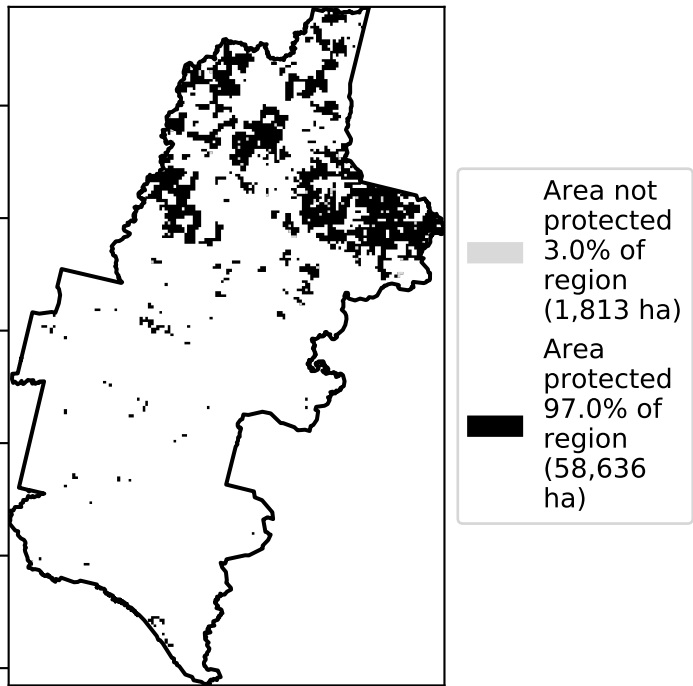 Area not
protected
3.0% of
region
(1,813 ha)
Area
protected
97.0% of
region
(58,636
ha)